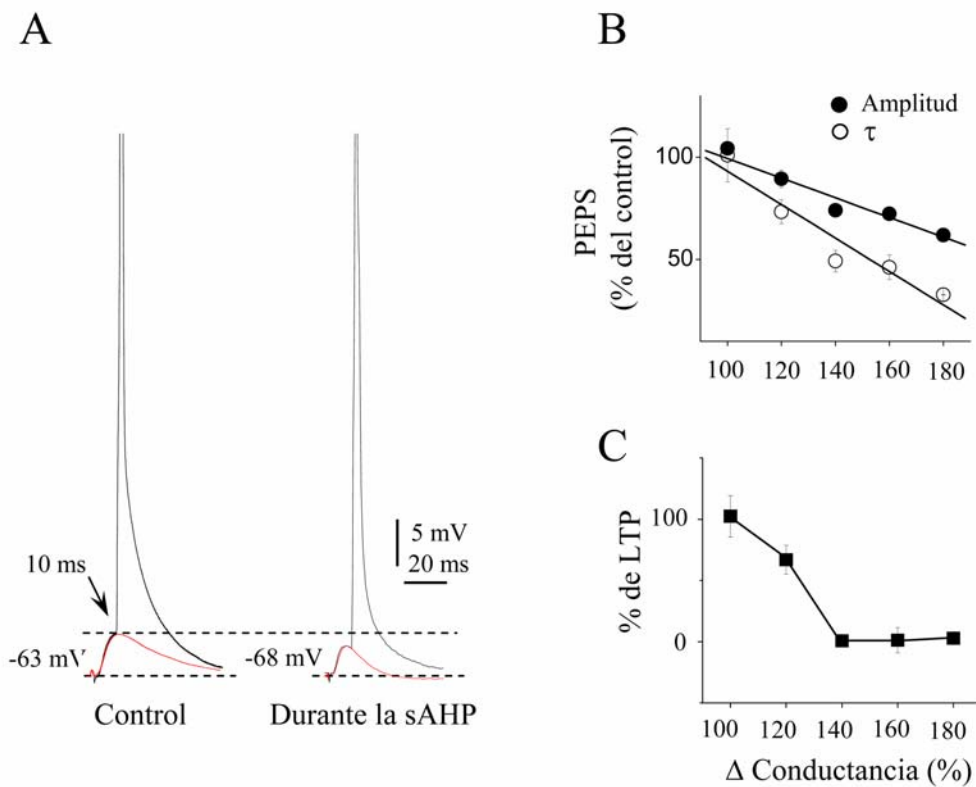 A
10 ms
5 mV
20 ms
-63 mV
-68 mV
Control
Durante la sAHP
B
Amplitud
τ
PEPS
(% del control)
100
50
100 120 140 160 180
C
% de LTP
100
0
100 120 140 160 180
Δ Conductancia (%)